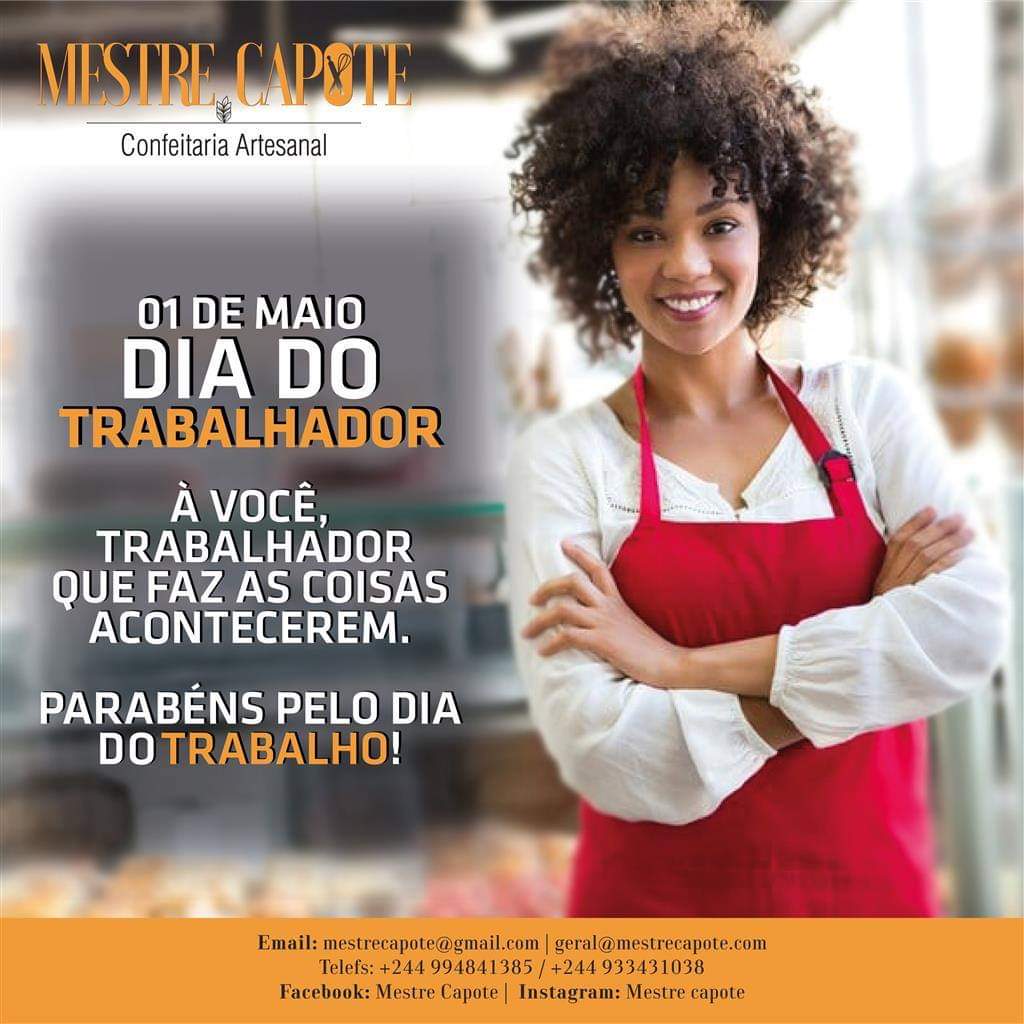 MESTRE CAPOTE
Confeitaria Artesanal
01 DE MAIO
DIA DO
TRABALHADOR
À VOCÊ,
TRABALHADOR
QUE FAZ AS COISAS
ACONTECEREM.
PARABÉNS PELO DIA
DO TRABALHO!
Email: mestrecapote@gmail.com | geral@mestrecapote.com
Telefs: +244 994841385 / +244 933431038
Facebook: Mestre Capote | Instagram: Mestre capote